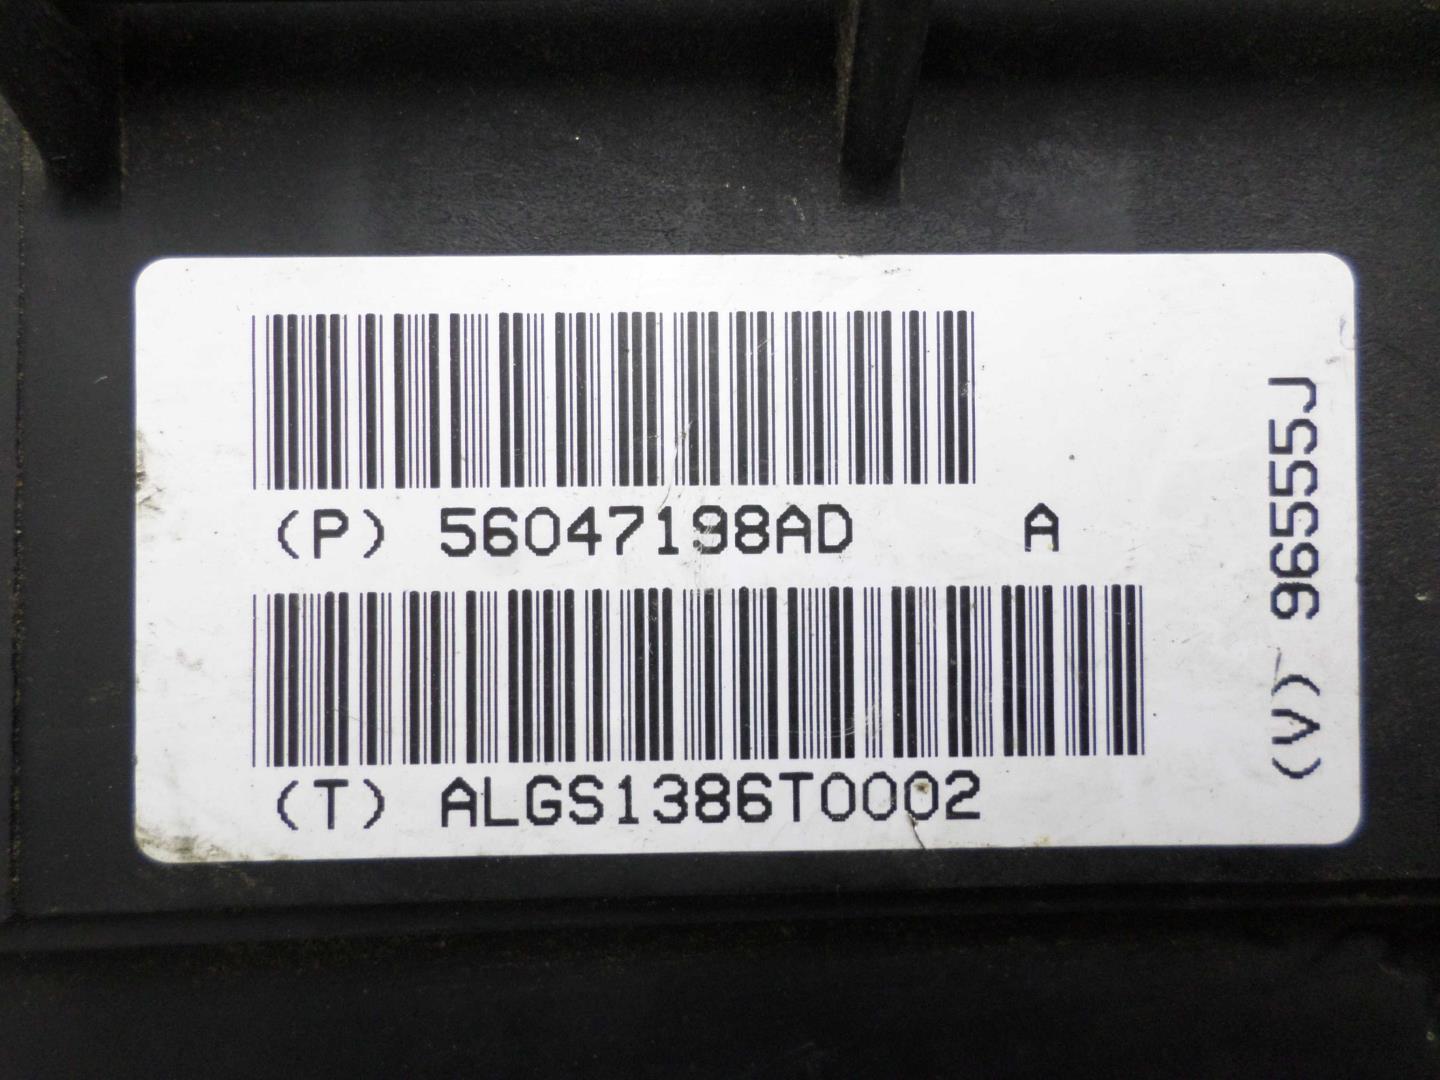 (P) 56047198AD A
(T) ALGS1386T0002
(V) 96555J